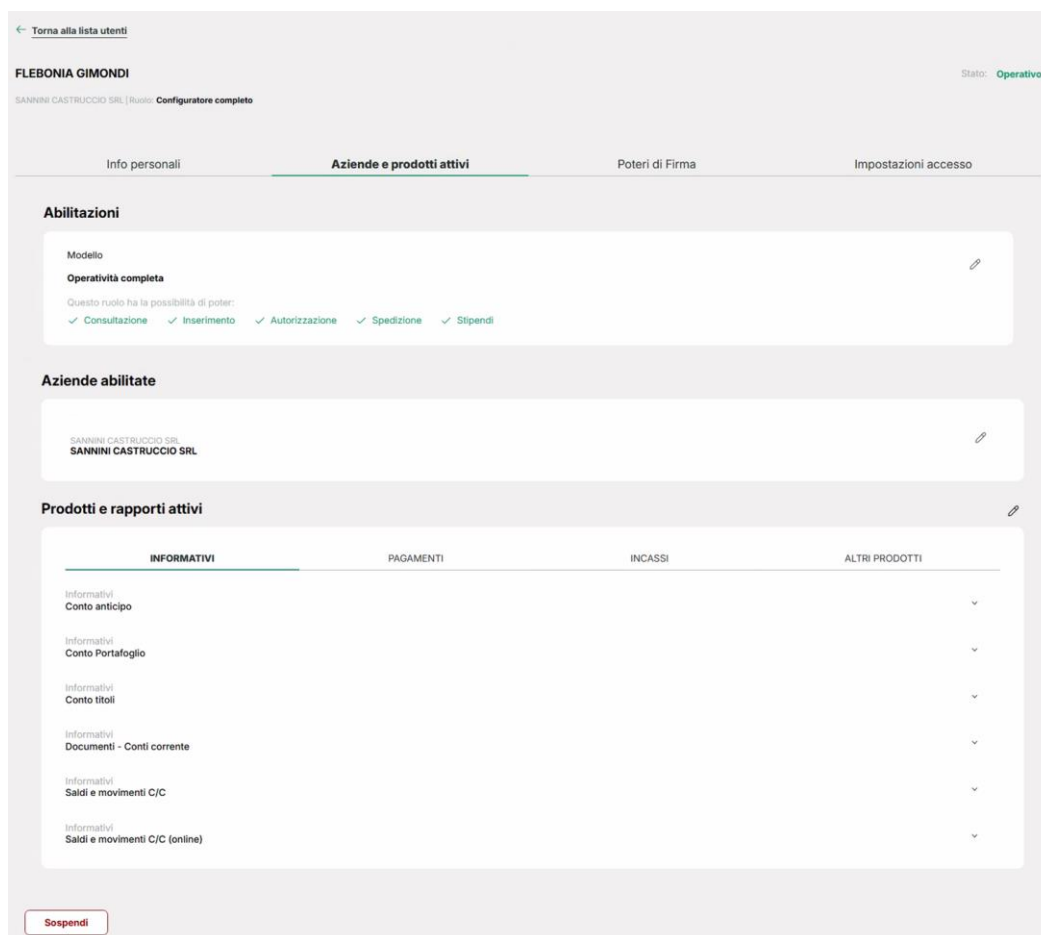 ← Torna alla lista utenti
FLEBONIA GIMONDI
Stato: Operativo
SANNINI CASTRUCCIO SRL | Ruolo: Configuratore completo
Info personali Aziende e prodotti attivi Poteri di Firma Impostazioni accesso
Abilitazioni
Modello
Operatività completa
Questo ruolo ha la possibilità di poter:
✓ Consultazione ✓ Inserimento ✓ Autorizzazione ✓ Spedizione ✓ Stipendi
Aziende abilitate
SANNINI CASTRUCCIO SRL
SANNINI CASTRUCCIO SRL
Prodotti e rapporti attivi
INFORMATIVI PAGAMENTI INCASSI ALTRI PRODOTTI
Informativi
Conto anticipo
Informativi
Conto Portafoglio
Informativi
Conto titoli
Informativi
Documenti - Conti corrente
Informativi
Saldi e movimenti C/C
Informativi
Saldi e movimenti C/C (online)
Sospendi